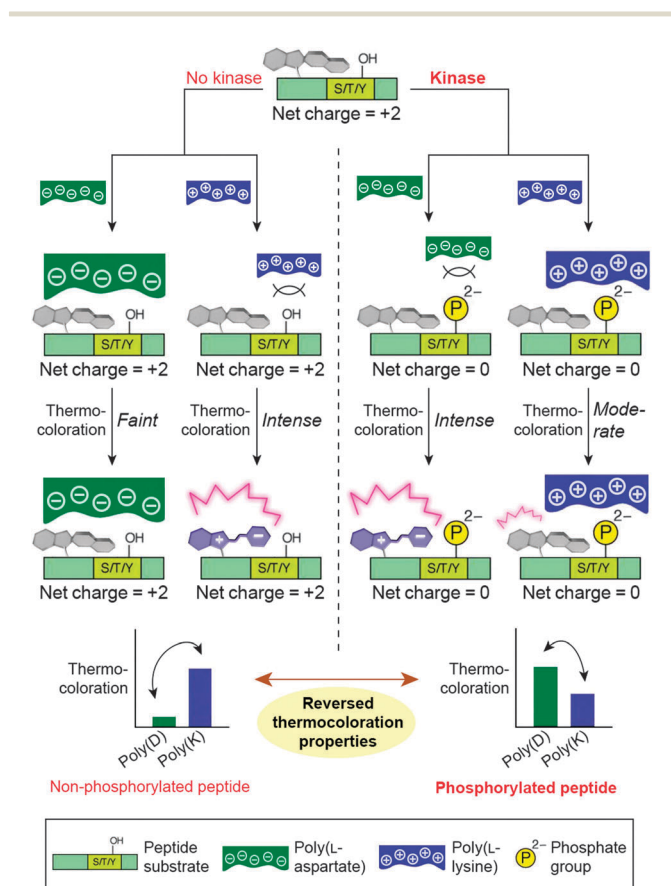 OH
No kinase
Kinase
S/T/Y
Net charge = +2
OH
OH
P 2–
P 2–
S/T/Y
S/T/Y
S/T/Y
S/T/Y
Net charge = +2
Net charge = +2
Net charge = 0
Net charge = 0
Thermo-
coloration
Faint
Thermo-
coloration
Intense
Thermo-
coloration
Intense
Thermo-
coloration
Mode-
rate
OH
OH
P 2–
P 2–
S/T/Y
S/T/Y
S/T/Y
S/T/Y
Net charge = +2
Net charge = +2
Net charge = 0
Net charge = 0
Thermo-
coloration
Poly(D)
Poly(K)
Reversed
thermocoloration
properties
Thermo-
coloration
Poly(D)
Poly(K)
Non-phosphorylated peptide
Phosphorylated peptide
OH
S/T/Y
Peptide
substrate
Poly(L-
aspartate)
Poly(L-
lysine)
P 2–
Phosphate
group